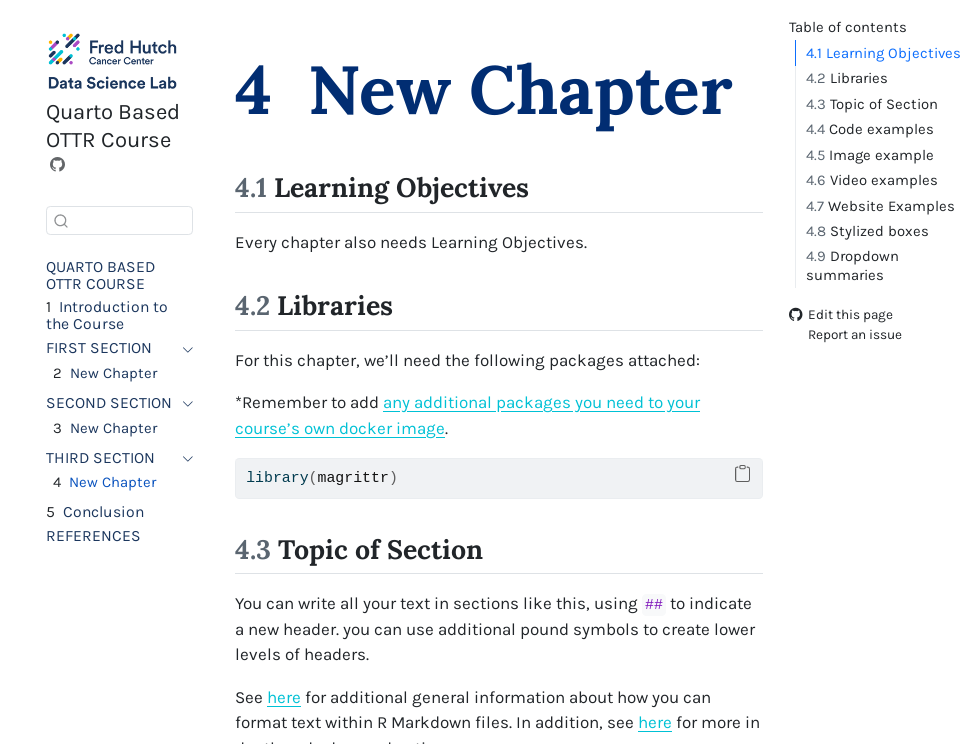 Fred Hutch
Cancer Center
Data Science Lab
Quarto Based
OTTR Course
QUARTO BASED
OTTR COURSE
1 Introduction to
the Course
FIRST SECTION
2 New Chapter
SECOND SECTION
3 New Chapter
THIRD SECTION
4 New Chapter
5 Conclusion
REFERENCES
4 New Chapter
4.1 Learning Objectives
Every chapter also needs Learning Objectives.
4.2 Libraries
For this chapter, we’ll need the following packages attached:
*Remember to add any additional packages you need to your
course’s own docker image.
library(magrittr)
4.3 Topic of Section
You can write all your text in sections like this, using ## to indicate
a new header. you can use additional pound symbols to create lower
levels of headers.
See here for additional general information about how you can
format text within R Markdown files. In addition, see here for more in
Table of contents
4.1 Learning Objectives
4.2 Libraries
4.3 Topic of Section
4.4 Code examples
4.5 Image example
4.6 Video examples
4.7 Website Examples
4.8 Stylized boxes
4.9 Dropdown
summaries
Edit this page
Report an issue